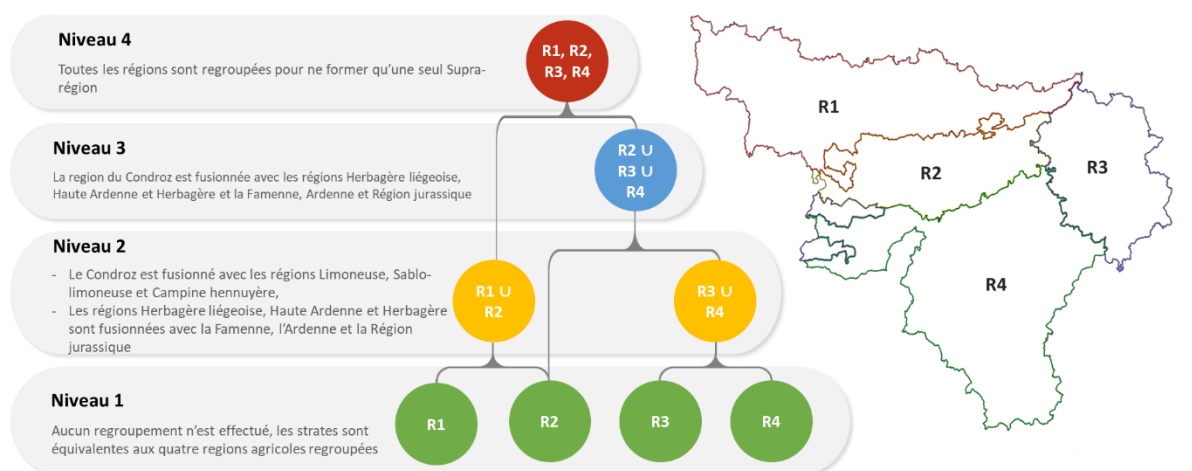 Niveau 4
Toutes les régions sont regroupées pour ne former qu'une seul Supra-
région
R1, R2,
R3, R4
Niveau 3
La region du Condroz est fusionnée avec les régions Herbagère liégeoise,
Haute Ardenne et Herbagère et la Famenne, Ardenne et Région jurassique
R2 ∪
R3 ∪
R4
Niveau 2
- Le Condroz est fusionné avec les régions Limoneuse, Sablo-
limoneuse et Campine hennuyère,
- Les régions Herbagère liégeoise, Haute Ardenne et Herbagère
sont fusionnées avec la Famenne, l'Ardenne et la Région
jurassique
R1 ∪
R2
R3 ∪
R4
Niveau 1
Aucun regroupement n'est effectué, les strates sont
équivalentes aux quatre regions agricoles regroupées
R1
R2
R3
R4
R1
R2
R3
R4